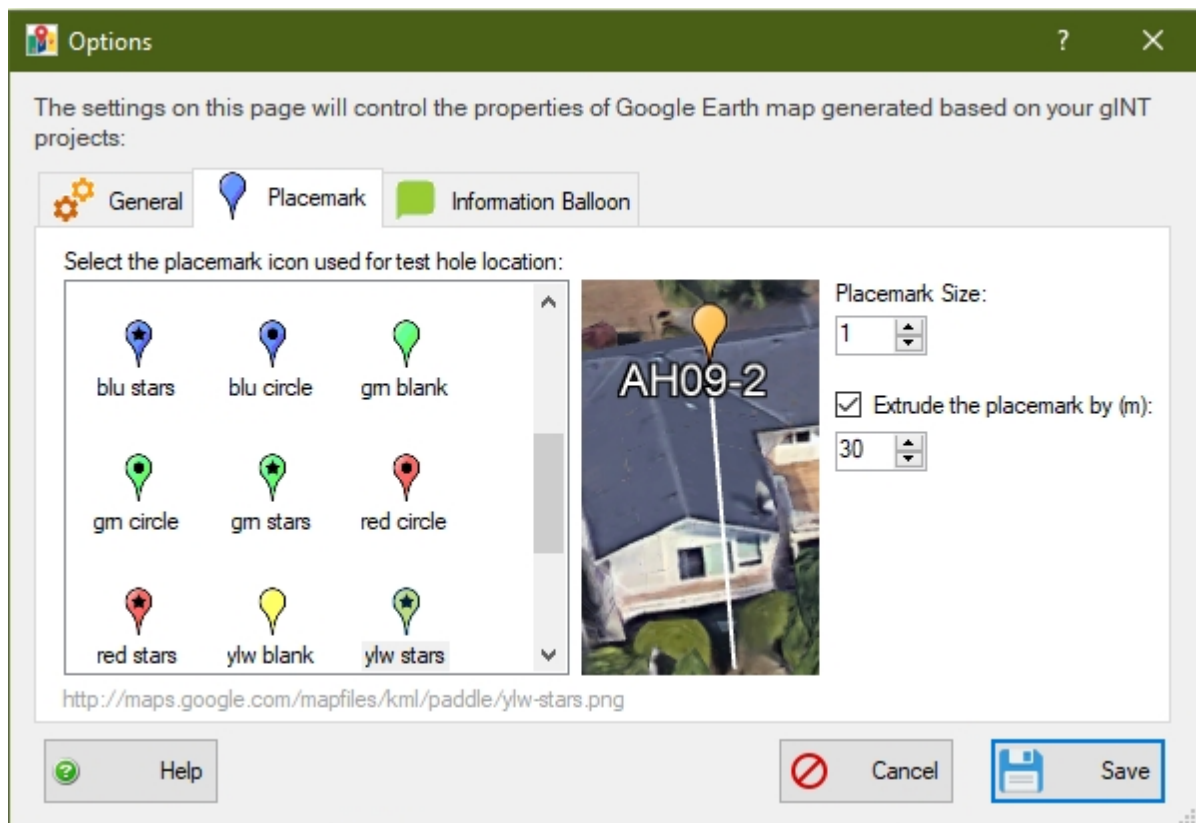 Options
?
The settings on this page will control the properties of Google Earth map generated based on your gINT
projects:
General
Placemark
Information Balloon
Select the placemark icon used for test hole location:
blu stars
blu circle
grn blank
grn circle
grn stars
red circle
red stars
ylw blank
ylw stars
AH09-2
Placemark Size:
1
Extrude the placemark by (m):
30
http://maps.google.com/mapfiles/kml/paddle/ylw-stars.png
Help
Cancel
Save